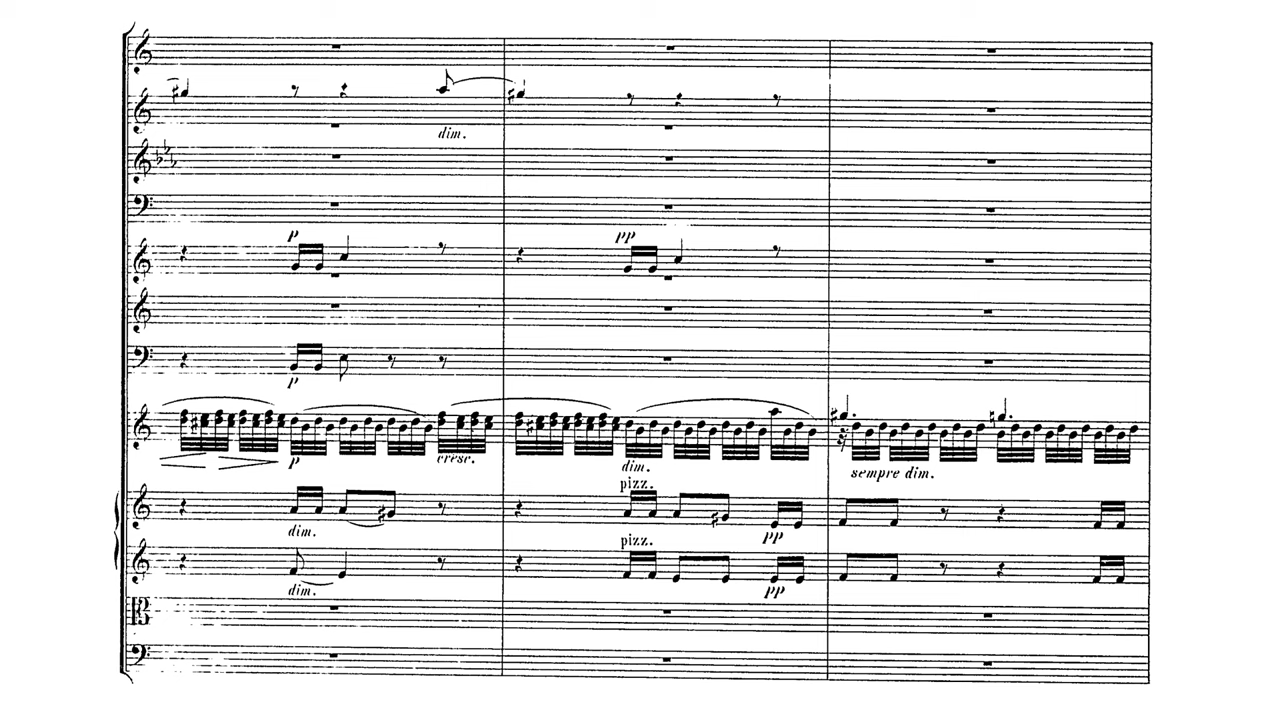 dim.
p
pp
p
p
cresc.
dim.
sempre dim.
pizz.
dim.
pp
pizz.
dim.
pp